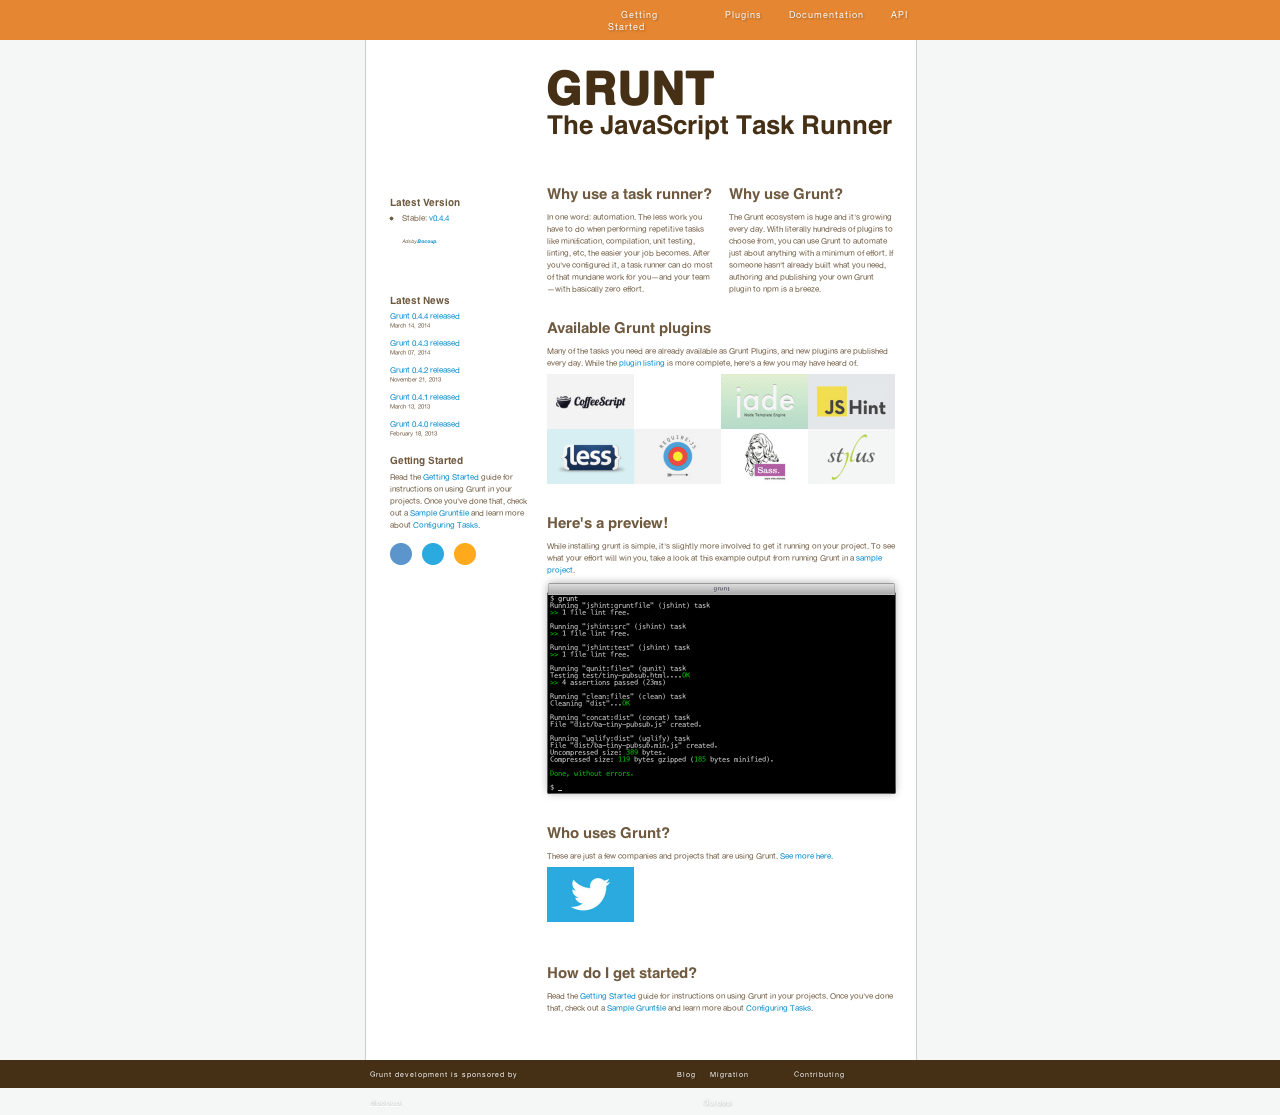 Getting
Started
Plugins
Documentation
API
GRUNT
The JavaScript Task Runner
Latest Version
Stable: v0.4.4
Ads by Bocoup.
Latest News
Grunt 0.4.4 released
March 14, 2014
Grunt 0.4.3 released
March 07, 2014
Grunt 0.4.2 released
November 21, 2013
Grunt 0.4.1 released
March 13, 2013
Grunt 0.4.0 released
February 18, 2013
Getting Started
Read the Getting Started guide for
instructions on using Grunt in your
projects. Once you've done that, check
out a Sample Gruntfile and learn more
about Configuring Tasks.
Why use a task runner?
In one word: automation. The less work you
have to do when performing repetitive tasks
like minification, compilation, unit testing,
linting, etc, the easier your job becomes. After
you've configured it, a task runner can do most
of that mundane work for you—and your team
—with basically zero effort.
Why use Grunt?
The Grunt ecosystem is huge and it's growing
every day. With literally hundreds of plugins to
choose from, you can use Grunt to automate
just about anything with a minimum of effort. If
someone hasn't already built what you need,
authoring and publishing your own Grunt
plugin to npm is a breeze.
Available Grunt plugins
Many of the tasks you need are already available as Grunt Plugins, and new plugins are published
every day. While the plugin listing is more complete, here's a few you may have heard of.
CoffeeScript
jade
Node Template Engine
JS Hint
{less}
REQUIRE·JS
Sass.
stylus
Here's a preview!
While installing grunt is simple, it's slightly more involved to get it running on your project. To see
what your effort will win you, take a look at this example output from running Grunt in a sample
project.
grunt
$ grunt
Running "jshint:gruntfile" (jshint) task
>> 1 file lint free.
Running "jshint:src" (jshint) task
>> 1 file lint free.
Running "jshint:test" (jshint) task
>> 1 file lint free.
Running "qunit:files" (qunit) task
Testing test/tiny-pubsub.html....OK
>> 4 assertions passed (23ms)
Running "clean:files" (clean) task
Cleaning "dist"...OK
Running "concat:dist" (concat) task
File "dist/ba-tiny-pubsub.js" created.
Running "uglify:dist" (uglify) task
File "dist/ba-tiny-pubsub.min.js" created.
Uncompressed size: 389 bytes.
Compressed size: 119 bytes gzipped (185 bytes minified).
Done, without errors.
$ _
Who uses Grunt?
These are just a few companies and projects that are using Grunt. See more here.
How do I get started?
Read the Getting Started guide for instructions on using Grunt in your projects. Once you've done
that, check out a Sample Gruntfile and learn more about Configuring Tasks.
Grunt development is sponsored by
Blog
Migration
Contributing
Bocoup
Guides